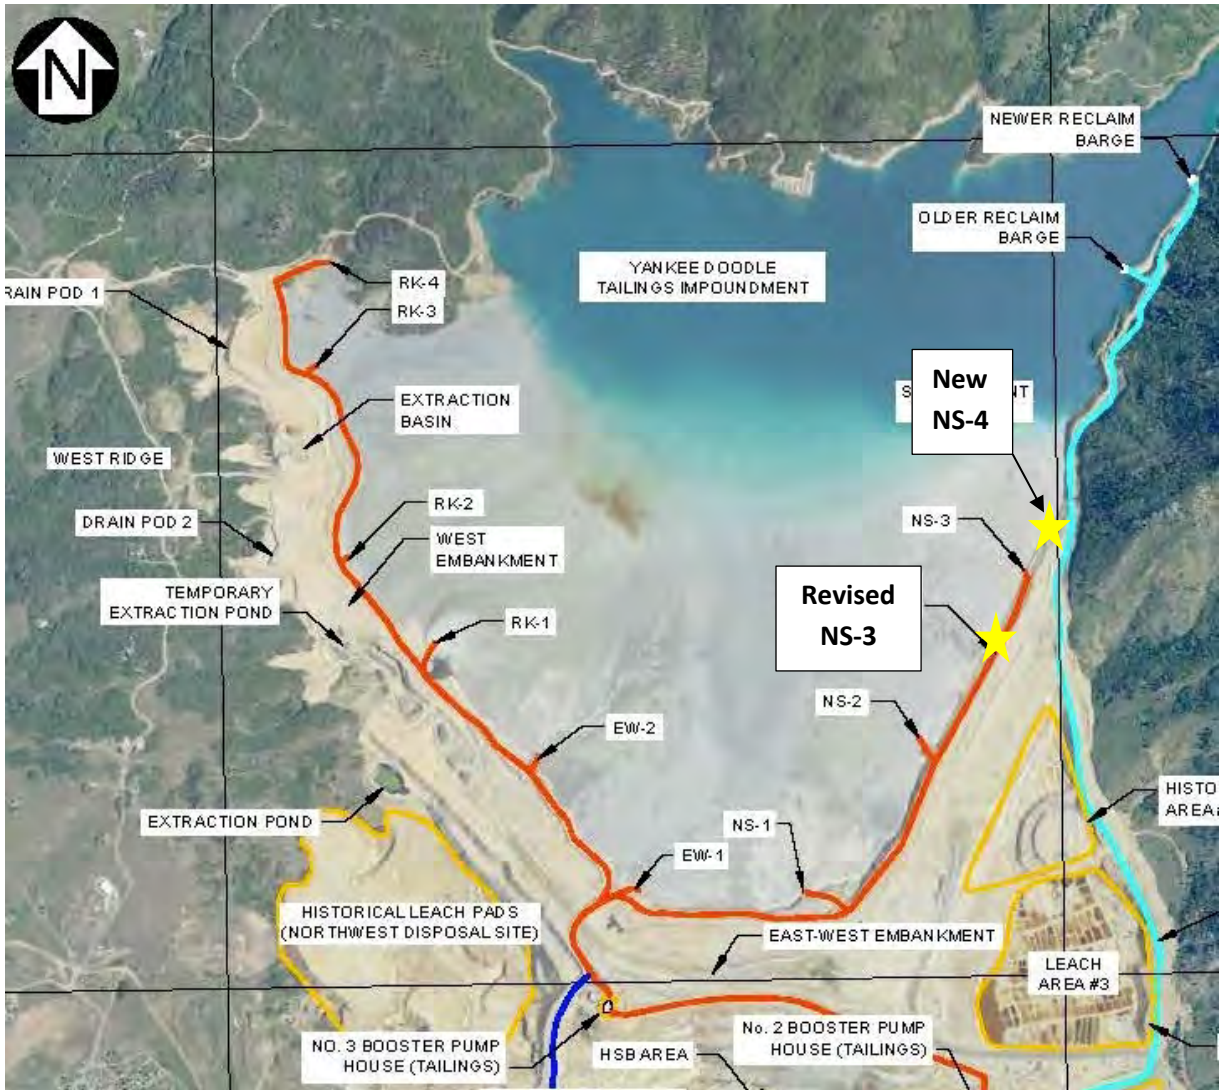 N
NEWER RECLAIM
BARGE
OLDER RECLAIM
BARGE
YANKEE DOODLE
TAILINGS IMPOUNDMENT
RK-4
RAIN POD 1
RK-3
New
NS-4
S
NT
EXTRACTION
BASIN
WEST RIDGE
RK-2
DRAIN POD 2
WEST
EMBANKMENT
NS-3
TEMPORARY
EXTRACTION POND
Revised
NS-3
RK-1
NS-2
EW-2
EXTRACTION POND
HISTO
AREA
NS-1
EW-1
HISTORICAL LEACH PADS
(NORTHWEST DISPOSAL SITE)
EAST-WEST EMBANKMENT
LEACH
AREA #3
NO. 3 BOOSTER PUMP
HOUSE (TAILINGS)
HSB AREA
No. 2 BOOSTER PUMP
HOUSE (TAILINGS)